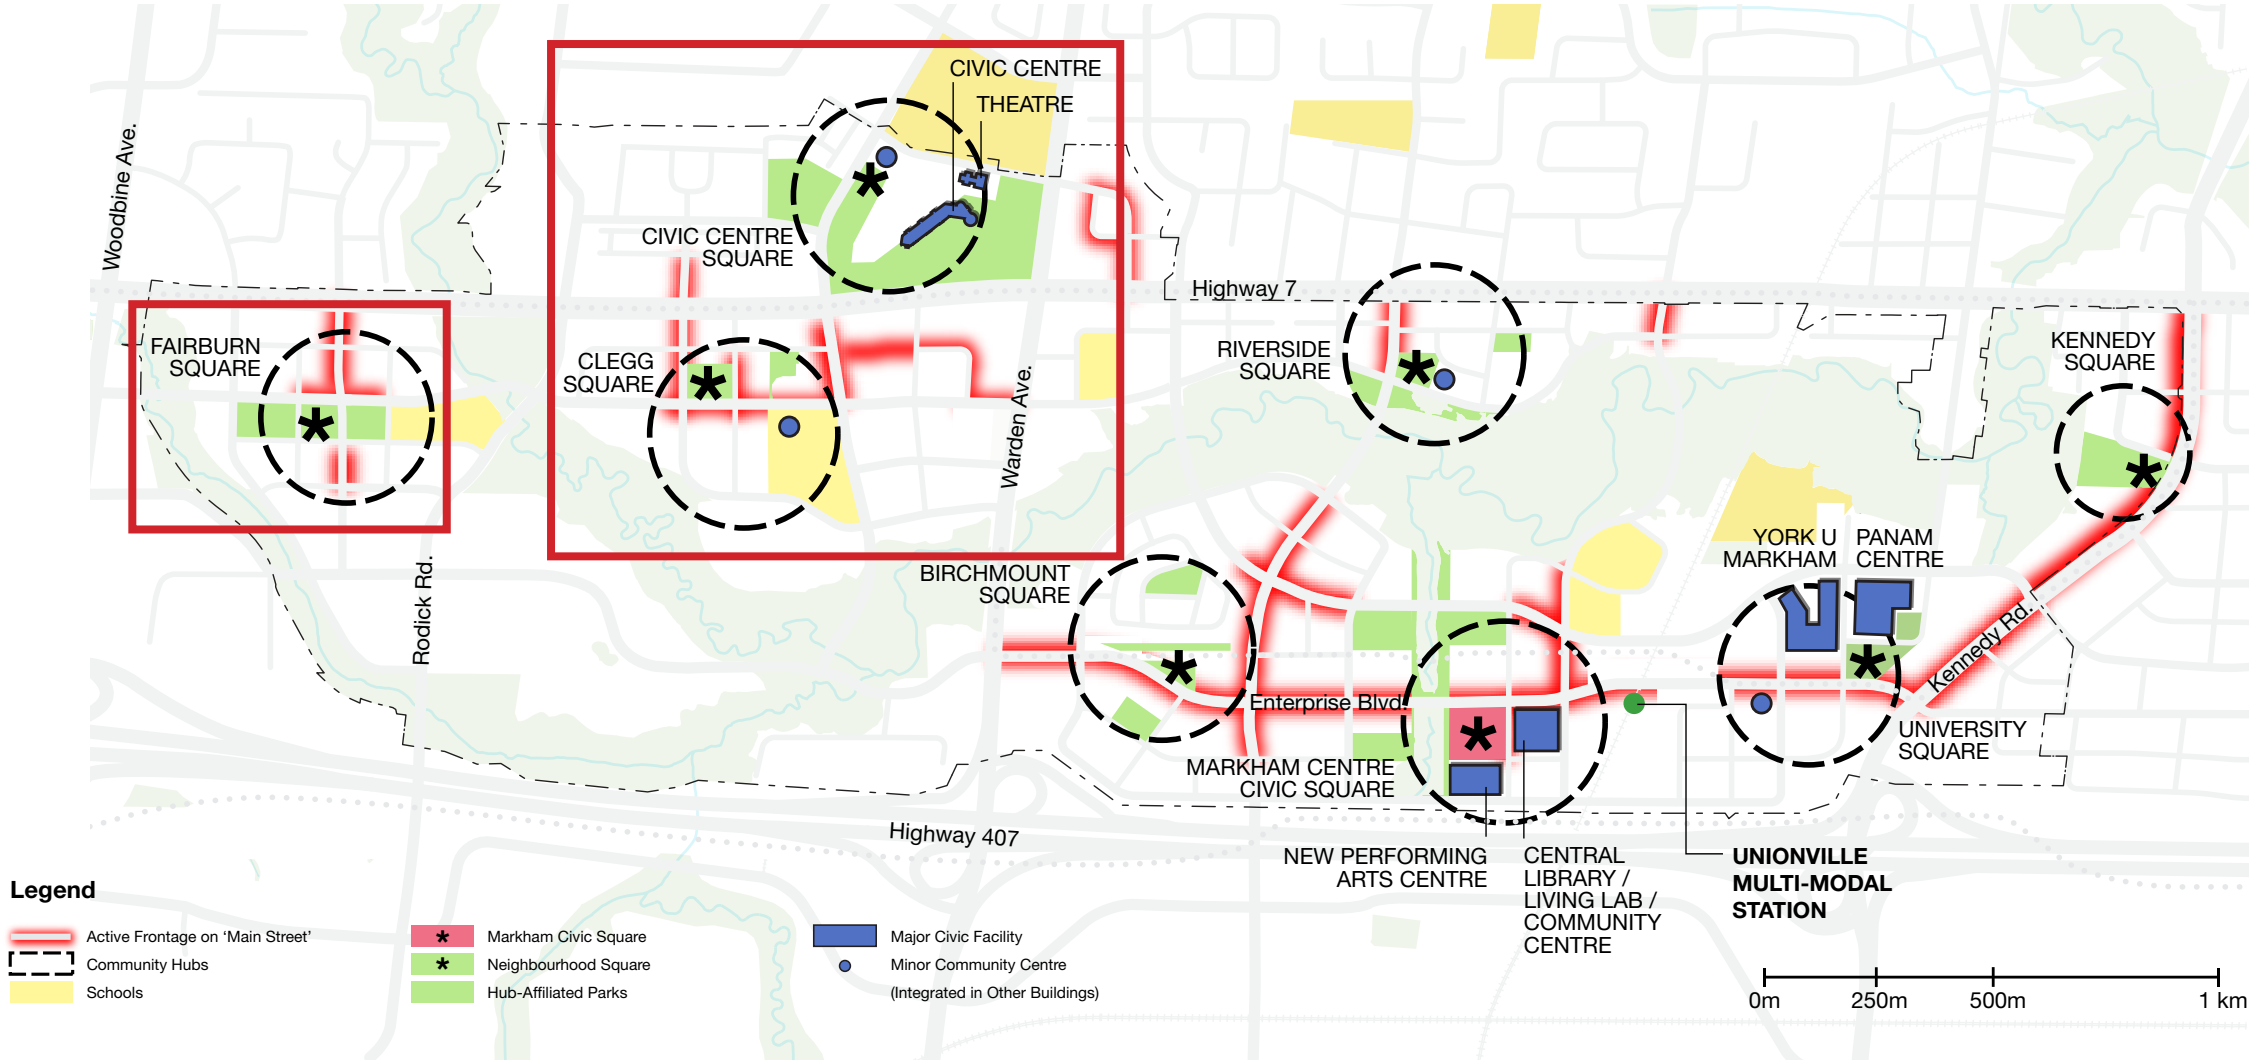 CIVIC CENTRE
THEATRE
Woodbine Ave.
CIVIC CENTRE
SQUARE
Highway 7
FAIRBURN
SQUARE
CLEGG
SQUARE
RIVERSIDE
SQUARE
KENNEDY
SQUARE
Warden Ave.
YORK U
MARKHAM
PANAM
CENTRE
BIRCHMOUNT
SQUARE
Rodick Rd.
Kennedy Rd.
Enterprise Blvd.
UNIVERSITY
SQUARE
MARKHAM CENTRE
CIVIC SQUARE
Highway 407
NEW PERFORMING
ARTS CENTRE
CENTRAL
LIBRARY /
LIVING LAB /
COMMUNITY
CENTRE
UNIONVILLE
MULTI-MODAL
STATION
Legend
Active Frontage on ‘Main Street’
Community Hubs
Schools
Markham Civic Square
Neighbourhood Square
Hub-Affiliated Parks
Major Civic Facility
Minor Community Centre
(Integrated in Other Buildings)
0m 250m 500m 1 km